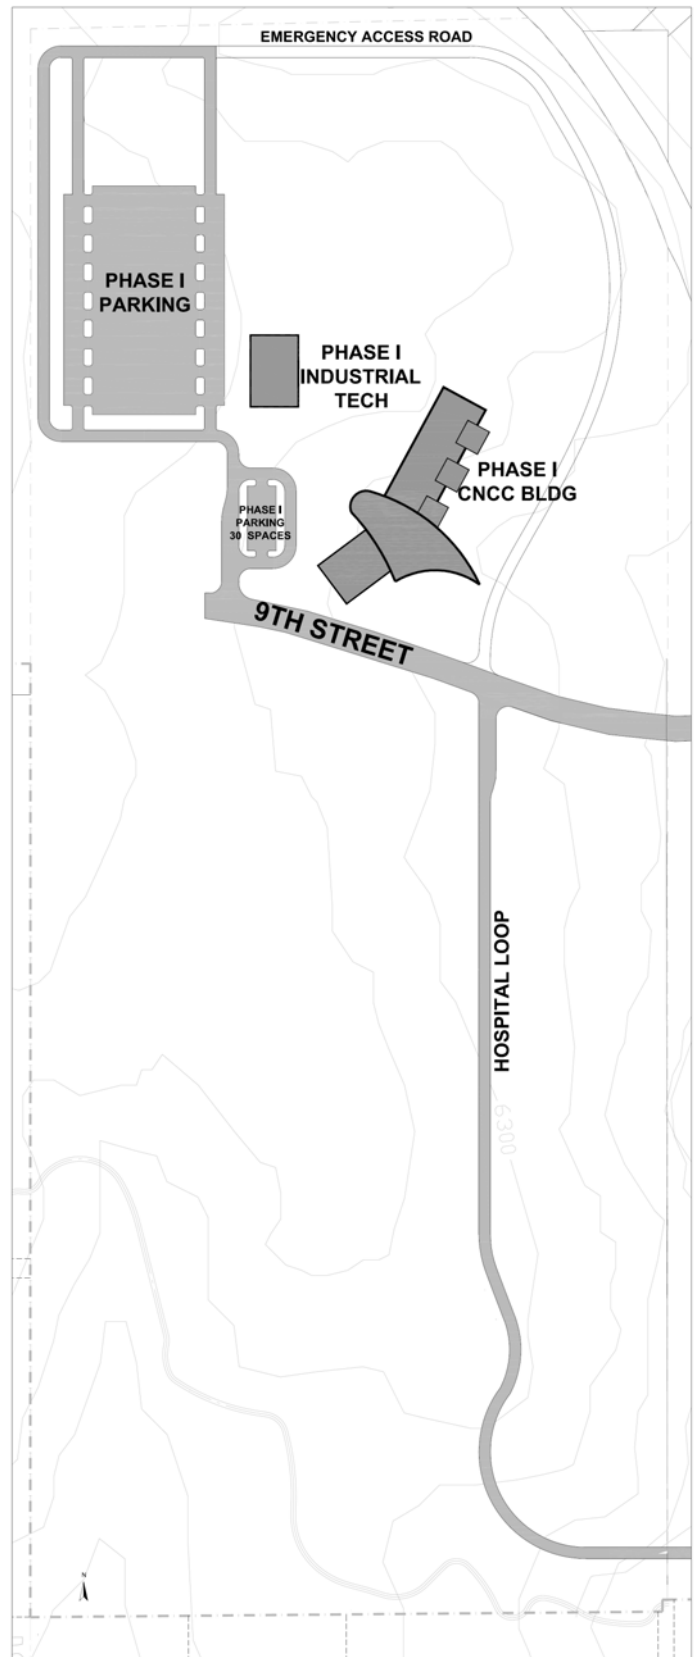 EMERGENCY ACCESS ROAD
PHASE I
PARKING
PHASE I
INDUSTRIAL
TECH
PHASE I
CNCC BLDG
PHASE I
PARKING
30 SPACES
9TH STREET
HOSPITAL LOOP
6300
N